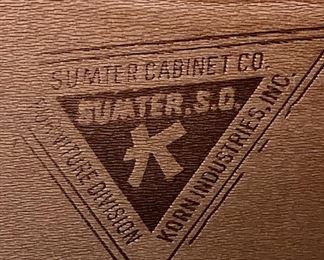 SUMTER CABINET CO.
SUMTER, S.C.
K
FURNITURE DIVISION
KORN INDUSTRIES, INC.